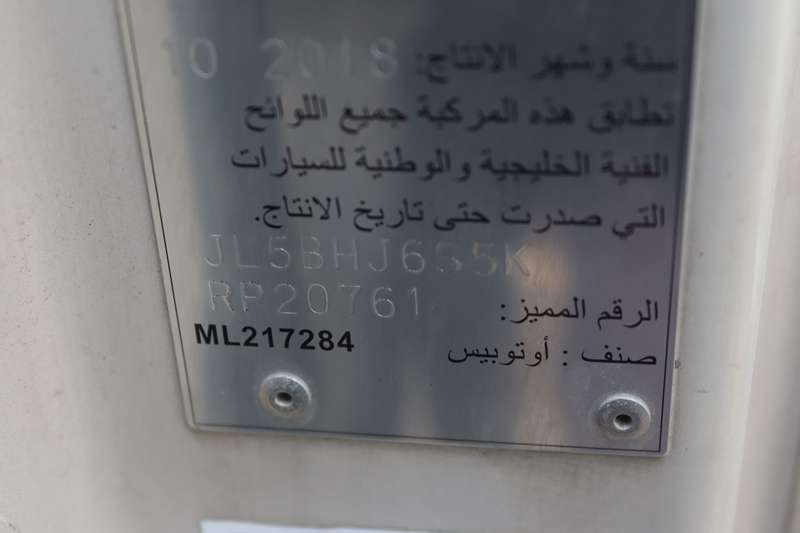 سنة وشهر الانتاج: 10 2018
تطابق هذه المركبة جميع اللوائح
الفنية الخليجية والوطنية للسيارات
التي صدرت حتى تاريخ الانتاج.
JL5BHJ6S5K
الرقم المميز: RP20761
صنف : أوتوبيس
ML217284